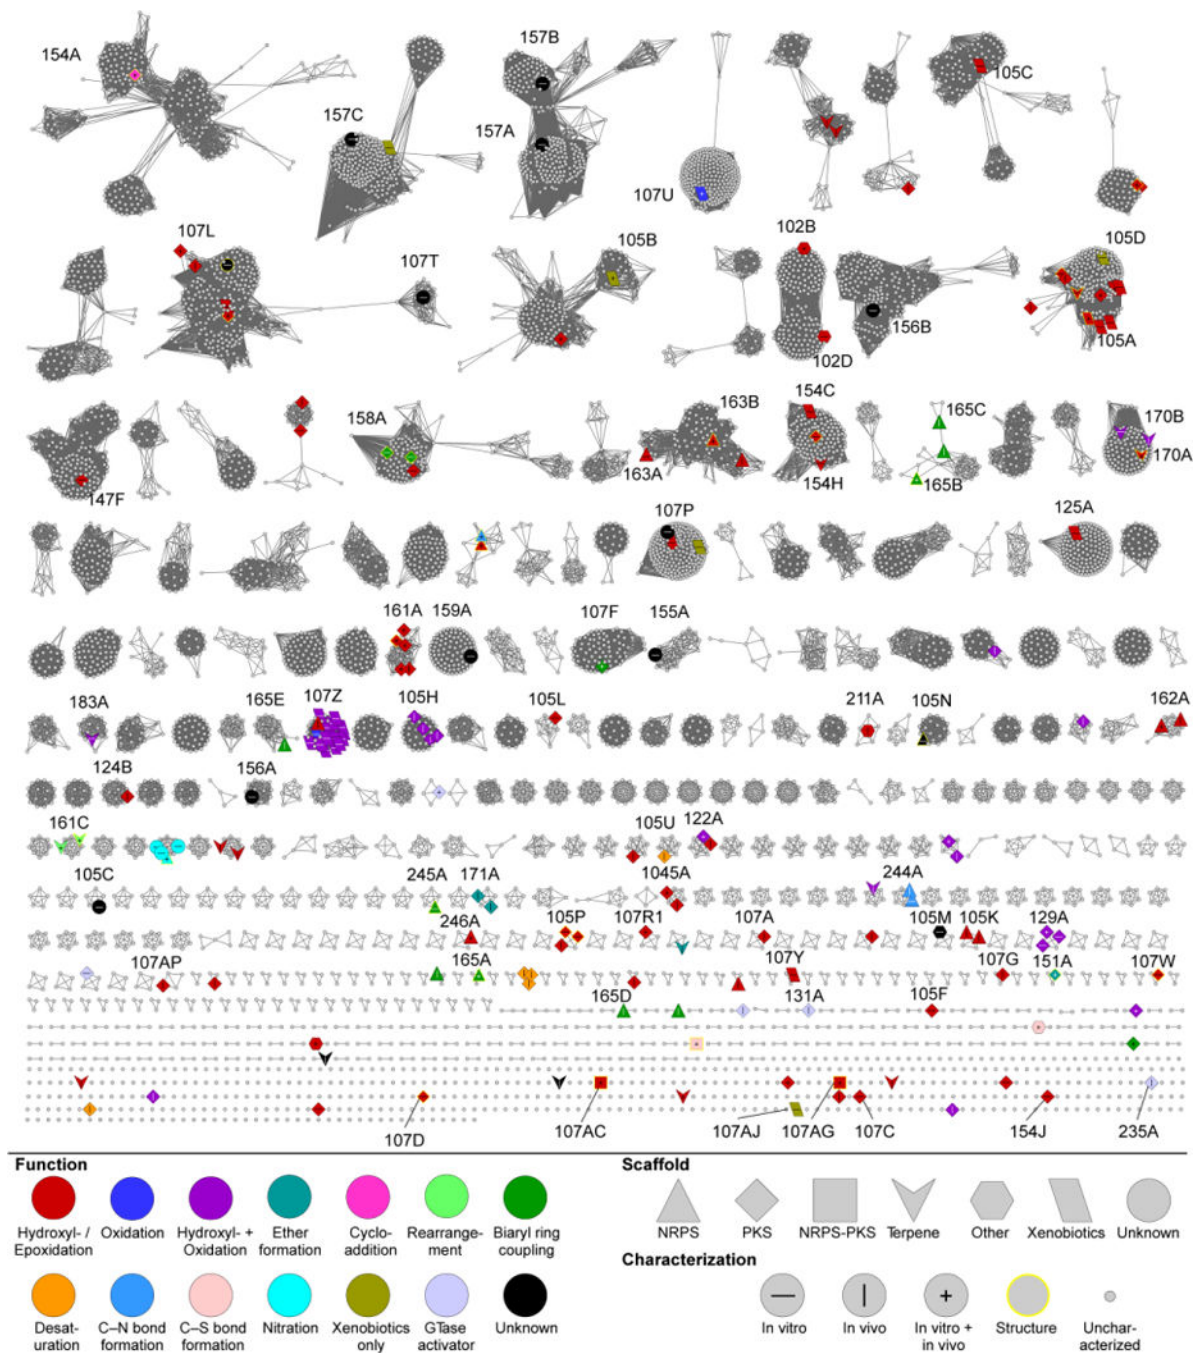 154A
157B
157C
157A
105C
107U
107L
107T
105B
102B
105D
156B
102D
105A
158A
163B
154C
165C
170B
163A
154H
165B
170A
147F
107P
125A
161A
159A
107F
155A
183A
165E
107Z
105H
105L
211A
105N
162A
124B
156A
161C
105U
122A
105C
245A
171A
1045A
244A
246A
105P
107R1
107A
105M
105K
129A
107AP
165A
107Y
107G
151A
107W
165D
131A
105F
107D
107AC
107AJ
107AG
107C
154J
235A
Function
Hydroxyl- /
Epoxidation
Oxidation
Hydroxyl- +
Oxidation
Ether
formation
Cyclo-
addition
Rearrange-
ment
Biaryl ring
coupling
Desat-
uration
C–N bond
formation
C–S bond
formation
Nitration
Xenobiotics
only
GTase
activator
Unknown
Scaffold
NRPS
PKS
NRPS-PKS
Terpene
Other
Xenobiotics
Unknown
Characterization
In vitro
In vivo
In vitro +
in vivo
Structure
Unchar-
acterized